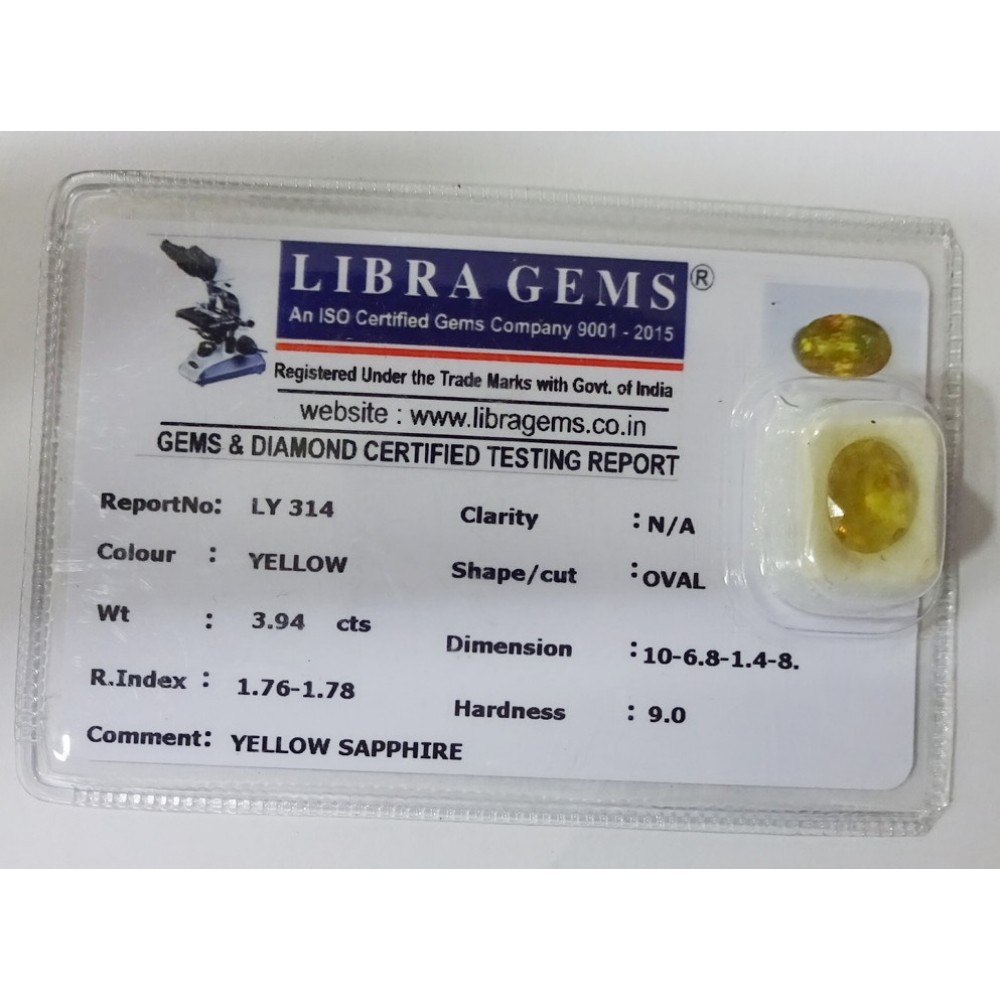 LIBRA GEMS®
An ISO Certified Gems Company 9001 - 2015
Registered Under the Trade Marks with Govt. of India
website : www.libragems.co.in
GEMS & DIAMOND CERTIFIED TESTING REPORT
ReportNo: LY 314
Colour : YELLOW
Wt : 3.94 cts
R.Index : 1.76-1.78
Comment: YELLOW SAPPHIRE
Clarity : N/A
Shape/cut : OVAL
Dimension : 10-6.8-1.4-8.
Hardness : 9.0